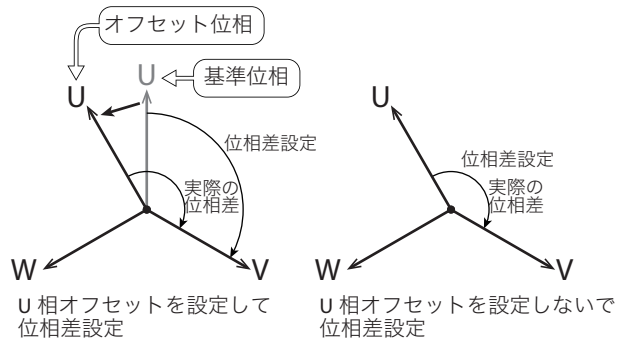 オフセット位相
U
基準位相
U
位相差設定
実際の
位相差
W
V
U 相オフセットを設定して
位相差設定
U
位相差設定
実際の
位相差
W
V
U 相オフセットを設定しないで
位相差設定